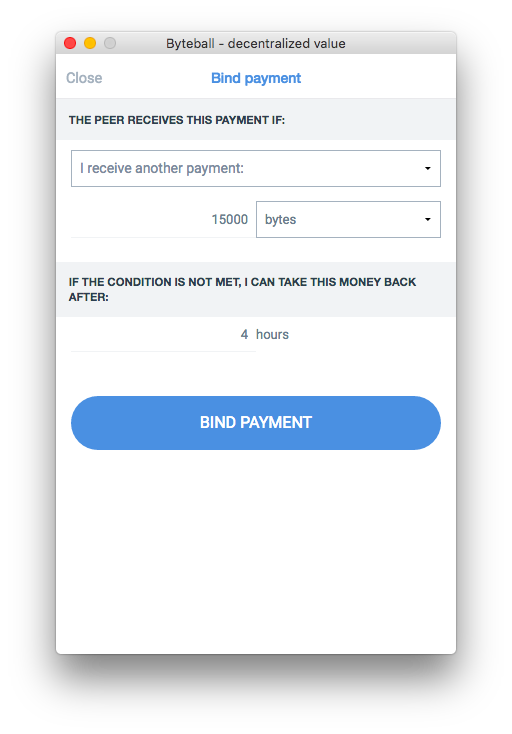 Byteball - decentralized value
Close Bind payment
THE PEER RECEIVES THIS PAYMENT IF:
I receive another payment:
15000 bytes
IF THE CONDITION IS NOT MET, I CAN TAKE THIS MONEY BACK
AFTER:
4 hours
BIND PAYMENT